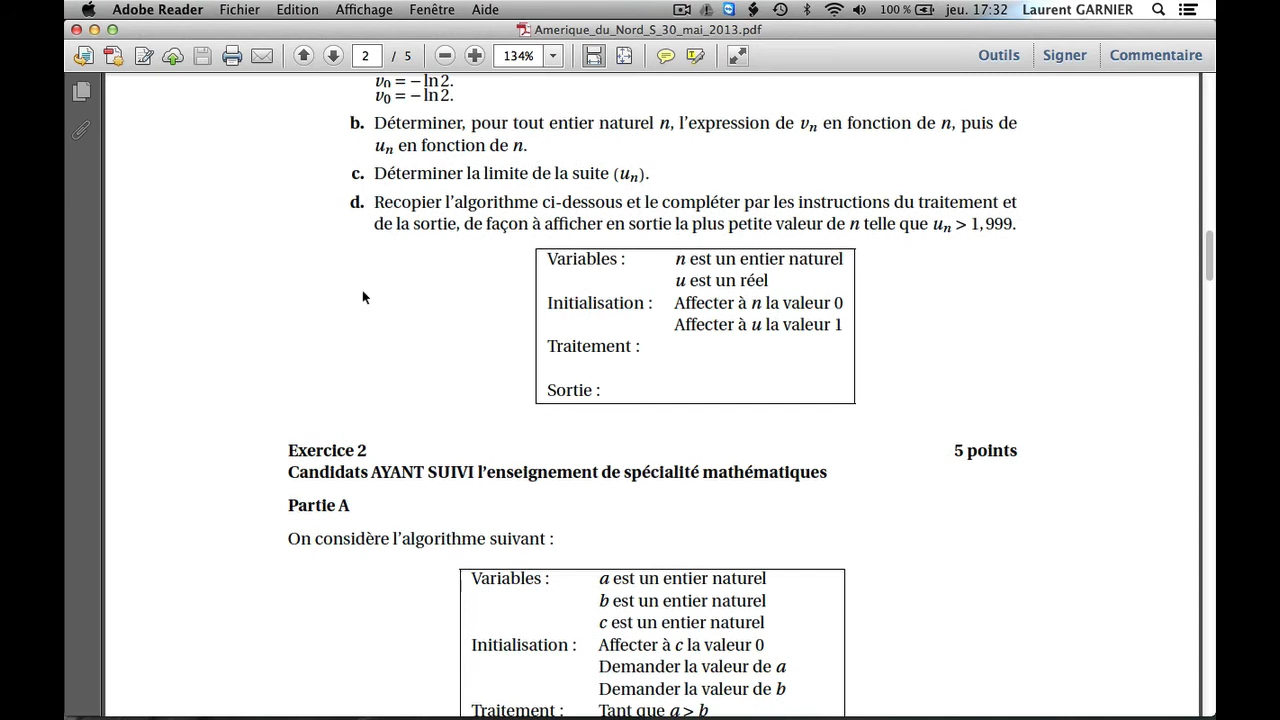 Adobe Reader Fichier Edition Affichage Fenêtre Aide 100 % jeu. 17:32 Laurent GARNIER
Amerique_du_Nord_S_30_mai_2013.pdf
2 / 5 134% Outils Signer Commentaire
v0 = − ln 2.
v0 = − ln 2.
b. Déterminer, pour tout entier naturel n, l’expression de vn en fonction de n, puis de
un en fonction de n.
c. Déterminer la limite de la suite (un).
d. Recopier l’algorithme ci-dessous et le compléter par les instructions du traitement et
de la sortie, de façon à afficher en sortie la plus petite valeur de n telle que un > 1,999.
Variables : n est un entier naturel
u est un réel
Initialisation : Affecter à n la valeur 0
Affecter à u la valeur 1
Traitement :
Sortie :
Exercice 2 5 points
Candidats AYANT SUIVI l’enseignement de spécialité mathématiques
Partie A
On considère l’algorithme suivant :
Variables : a est un entier naturel
b est un entier naturel
c est un entier naturel
Initialisation : Affecter à c la valeur 0
Demander la valeur de a
Demander la valeur de b
Traitement : Tant que a > b